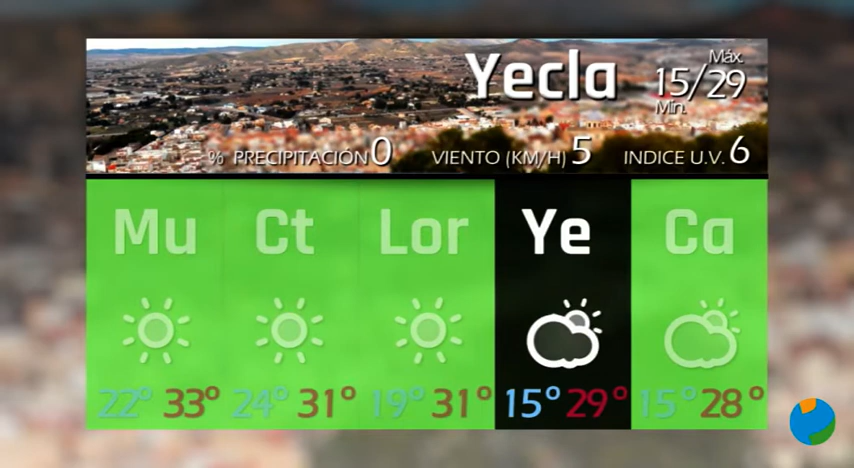 Yecla
Máx.
15/29
Mín.
% PRECIPITACIÓN 0 VIENTO (KM/H) 5 INDICE U.V. 6
Mu Ct Lor Ye Ca
22° 33° 24° 31° 19° 31° 15° 29° 15° 28°